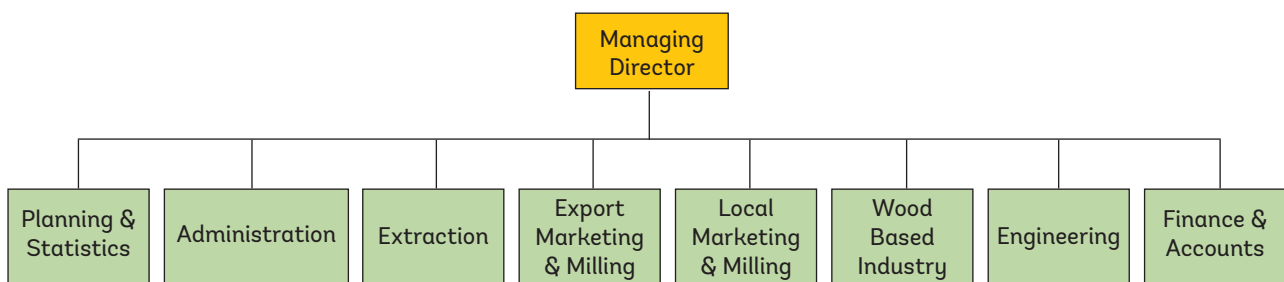 Managing
Director
Planning &
Statistics
Administration
Extraction
Export
Marketing
& Milling
Local
Marketing
& Milling
Wood
Based
Industry
Engineering
Finance &
Accounts